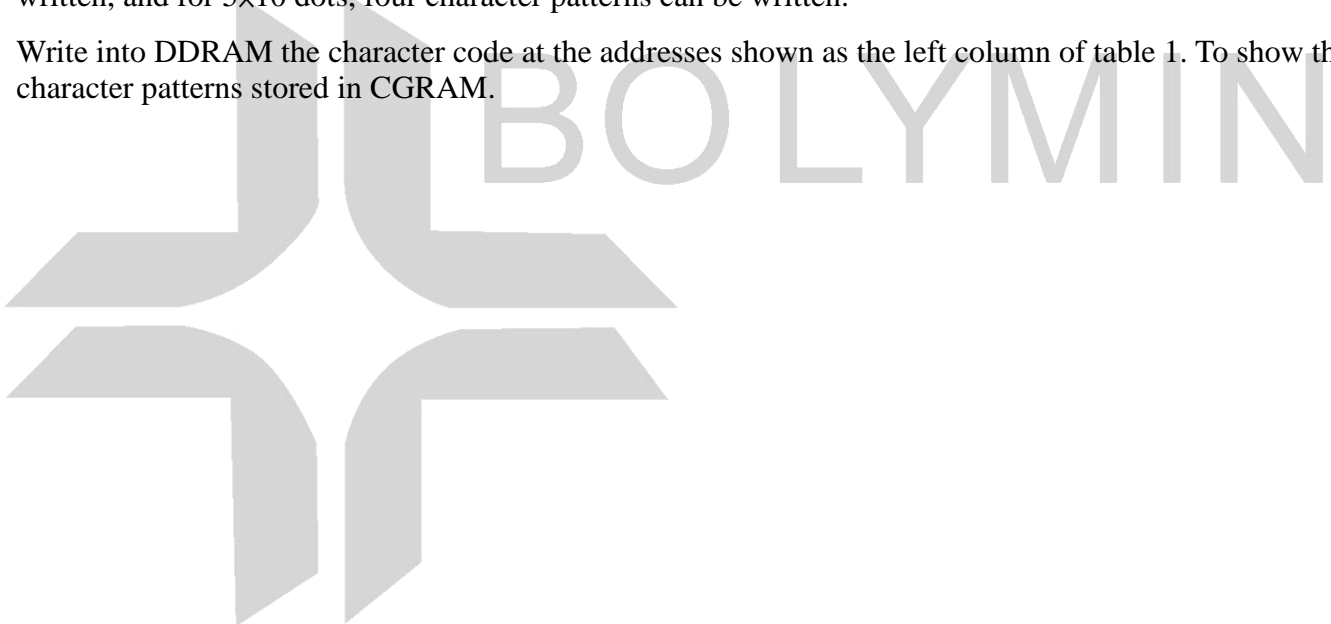 written, and for 5×10 dots, four character patterns can be written.
Write into DDRAM the character code at the addresses shown as the left column of table 1. To show th
character patterns stored in CGRAM.
BOLYMIN